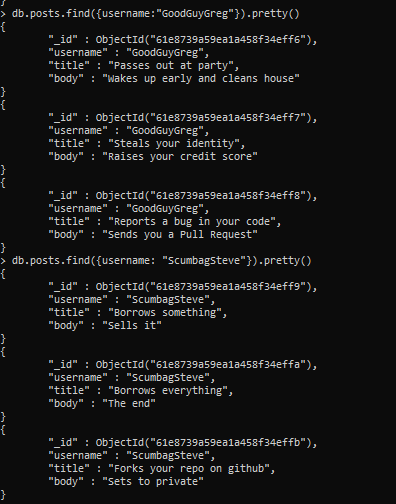 }
> db.posts.find({username:"GoodGuyGreg"}).pretty()
{
        "_id" : ObjectId("61e8739a59ea1a458f34eff6"),
        "username" : "GoodGuyGreg",
        "title" : "Passes out at party",
        "body" : "Wakes up early and cleans house"
}
{
        "_id" : ObjectId("61e8739a59ea1a458f34eff7"),
        "username" : "GoodGuyGreg",
        "title" : "Steals your identity",
        "body" : "Raises your credit score"
}
{
        "_id" : ObjectId("61e8739a59ea1a458f34eff8"),
        "username" : "GoodGuyGreg",
        "title" : "Reports a bug in your code",
        "body" : "Sends you a Pull Request"
}
> db.posts.find({username: "ScumbagSteve"}).pretty()
{
        "_id" : ObjectId("61e8739a59ea1a458f34eff9"),
        "username" : "ScumbagSteve",
        "title" : "Borrows something",
        "body" : "Sells it"
}
{
        "_id" : ObjectId("61e8739a59ea1a458f34effa"),
        "username" : "ScumbagSteve",
        "title" : "Borrows everything",
        "body" : "The end"
}
{
        "_id" : ObjectId("61e8739a59ea1a458f34effb"),
        "username" : "ScumbagSteve",
        "title" : "Forks your repo on github",
        "body" : "Sets to private"
}